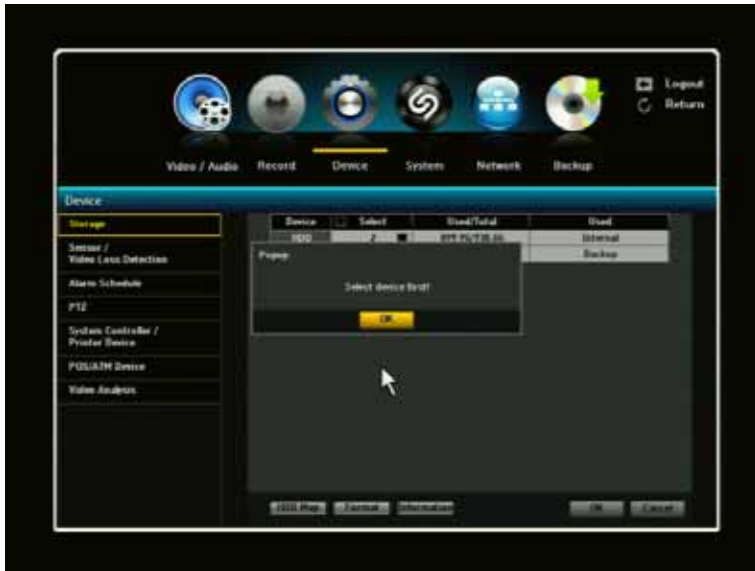 Logout
Return
Video / Audio Record Device System Network Backup
Device
Storage Device Select Used/Total Used
Sensor /
Video Loss Detection
HDD 2 Internal
Popup Backup
Alarm Schedule
Select device first!
PTZ
OK
System Controller /
Printer Device
POS/ATM Device
Video Analysis
HDD Map Format Information OK Cancel